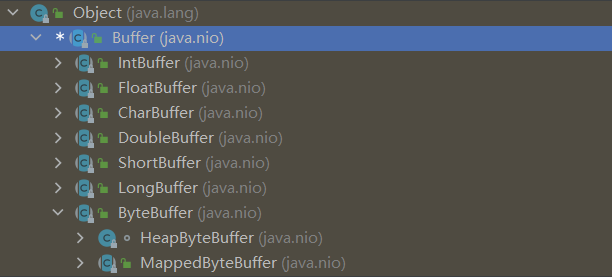 Object (java.lang)
* Buffer (java.nio)
IntBuffer (java.nio)
FloatBuffer (java.nio)
CharBuffer (java.nio)
DoubleBuffer (java.nio)
ShortBuffer (java.nio)
LongBuffer (java.nio)
ByteBuffer (java.nio)
HeapByteBuffer (java.nio)
MappedByteBuffer (java.nio)